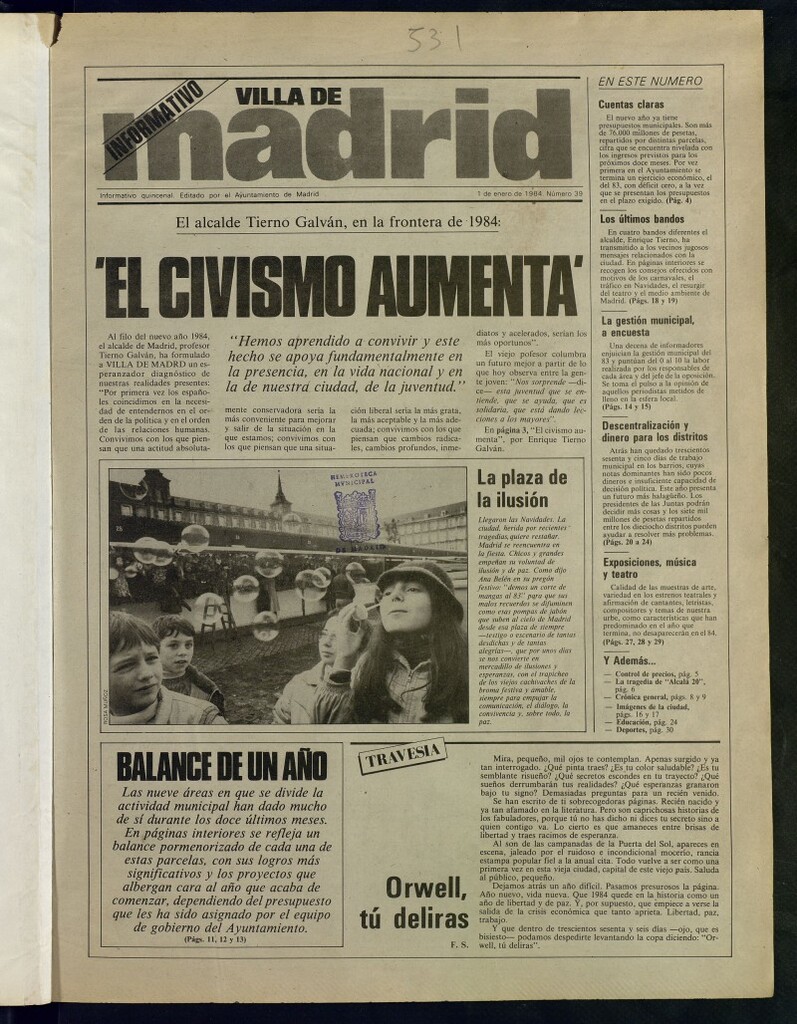 531
INFORMATIVO
VILLA DE
madrid
Informativo quincenal. Editado por el Ayuntamiento de Madrid
1 de enero de 1984. Número 39
El alcalde Tierno Galván, en la frontera de 1984:
'EL CIVISMO AUMENTA'
Al filo del nuevo año 1984,
el alcalde de Madrid, profesor
Tierno Galván, ha formulado
a VILLA DE MADRID un es-
peranzador diagnóstico de
nuestras realidades presentes:
"Por primera vez los españo-
les coincidimos en la necesi-
dad de entendernos en el or-
den de la política y en el orden
de las relaciones humanas.
Convivimos con los que pien-
san que una actitud absoluta-
"Hemos aprendido a convivir y este
hecho se apoya fundamentalmente en
la presencia, en la vida nacional y en
la de nuestra ciudad, de la juventud."
mente conservadora sería la
más conveniente para mejorar
y salir de la situación en la
que estamos; convivimos con
los que piensan que una situa-
ción liberal sería la más grata,
la más aceptable y la más ade-
cuada; convivimos con los que
piensan que cambios radica-
les, cambios profundos, inme-
diatos y acelerados, serían los
más oportunos".
El viejo pofesor columbra
un futuro mejor a partir de lo
que hoy observa entre la gen-
te joven: "Nos sorprende —di-
ce— esta juventud que se en-
tiende, que se ayuda, que es
solidaria, que está dando lec-
ciones a los mayores".
En página 3, "El civismo au-
menta", por Enrique Tierno
Galván.
HEMEROTECA
MUNICIPAL
DE MADRID
ROSA MUÑOZ
La plaza de
la ilusión
Llegaron las Navidades. La
ciudad, herida por recientes
tragedias, quiere restañar.
Madrid se reencuentra en
la fiesta. Chicos y grandes
empeñan su voluntad de
ilusión y de paz. Como dijo
Ana Belén en su pregón
festivo: "demos un corte de
mangas al 83" para que sus
malos recuerdos se difuminen
como esas pompas de jabón
que suben al cielo de Madrid
desde esa plaza de siempre
—testigo o escenario de tantas
desdichas y de tantas
alegrías—, que por unos días
se nos convierte en
mercadillo de ilusiones y
esperanzas, con el trapicheo
de los viejos cachivaches de la
broma festiva y amable,
siempre para empujar la
comunicación, el diálogo, la
convivencia y, sobre todo, la
paz.
EN ESTE NUMERO
Cuentas claras
El nuevo año ya tiene
presupuestos municipales. Son más
de 76.000 millones de pesetas,
repartidos por distintas parcelas,
cifra que se encuentra nivelada con
los ingresos previstos para los
próximos doce meses. Por vez
primera en el Ayuntamiento se
termina un ejercicio económico, el
del 83, con déficit cero, a la vez
que se presentan los presupuestos
en el plazo exigido. (Pág. 4)
Los últimos bandos
En cuatro bandos diferentes el
alcalde, Enrique Tierno, ha
transmitido a los vecinos jugosos
mensajes relacionados con la
ciudad. En páginas interiores se
recogen los consejos ofrecidos con
motivos de los carnavales, el
tráfico en Navidades, el resurgir
del teatro y el medio ambiente de
Madrid. (Págs. 18 y 19)
La gestión municipal,
a encuesta
Una decena de informadores
enjuician la gestión municipal del
83 y puntúan del 0 al 10 la labor
realizada por los responsables de
cada área y del jefe de la oposición.
Se toma el pulso a la opinión de
aquellos periodistas metidos de
lleno en la esfera local.
(Págs. 14 y 15)
Descentralización y
dinero para los distritos
Atrás han quedado trescientos
sesenta y cinco días de trabajo
municipal en los barrios, cuyas
notas dominantes han sido pocos
dineros e insuficiente capacidad de
decisión política. Este año presenta
un futuro más halagüeño. Los
presidentes de las Juntas podrán
decidir más cosas y los siete mil
millones de pesetas repartidos
entre los dieciocho distritos pueden
ayudar a resolver más problemas.
(Págs. 20 a 24)
Exposiciones, música
y teatro
Calidad de las muestras de arte,
variedad en los estrenos teatrales y
afirmación de cantantes, letristas,
compositores y temas de nuestra
urbe, como características que han
predominado en el año que
termina, no desaparecerán en el 84.
(Págs. 27, 28 y 29)
Y Además...
— Control de precios, pág. 5
— La tragedia de "Alcalá 20",
pág. 6
— Crónica general, págs. 8 y 9
— Imágenes de la ciudad,
págs. 16 y 17
— Educación, pág. 24
— Deportes, pág. 30
BALANCE DE UN AÑO
Las nueve áreas en que se divide la
actividad municipal han dado mucho
de sí durante los doce últimos meses.
En páginas interiores se refleja un
balance pormenorizado de cada una de
estas parcelas, con sus logros más
significativos y los proyectos que
albergan cara al año que acaba de
comenzar, dependiendo del presupuesto
que les ha sido asignado por el equipo
de gobierno del Ayuntamiento.
(Págs. 11, 12 y 13)
TRAVESIA
Orwell,
tú deliras
F. S.
Mira, pequeño, mil ojos te contemplan. Apenas surgido y ya
tan interrogado. ¿Qué pinta traes? ¿Es tu color saludable? ¿Es tu
semblante risueño? ¿Qué secretos escondes en tu trayecto? ¿Qué
sueños derrumbarán tus realidades? ¿Qué esperanzas granaron
bajo tu signo? Demasiadas preguntas para un recién venido.
Se han escrito de ti sobrecogedoras páginas. Recién nacido y
ya tan afamado en la literatura. Pero son caprichosas historias de
los fabuladores, porque tú no has dicho ni dices tu secreto sino a
quien contigo va. Lo cierto es que amaneces entre brisas de
libertad y traes racimos de esperanza.
Al son de las campanadas de la Puerta del Sol, apareces en
escena, jaleado por el ruidoso e incondicional mocerío, rancia
estampa popular fiel a la anual cita. Todo vuelve a ser como una
primera vez en esta vieja ciudad, capital de este viejo país. Saluda
al público, pequeño.
Dejamos atrás un año difícil. Pasamos presurosos la página.
Año nuevo, vida nueva. Que 1984 quede en la historia como un
año de libertad y de paz. Y, por supuesto, que empiece a verse la
salida de la crisis económica que tanto aprieta. Libertad, paz,
trabajo.
Y que dentro de trescientos sesenta y seis días —ojo, que es
bisiesto— podamos despedirte levantando la copa diciendo: "Or-
well, tú deliras".